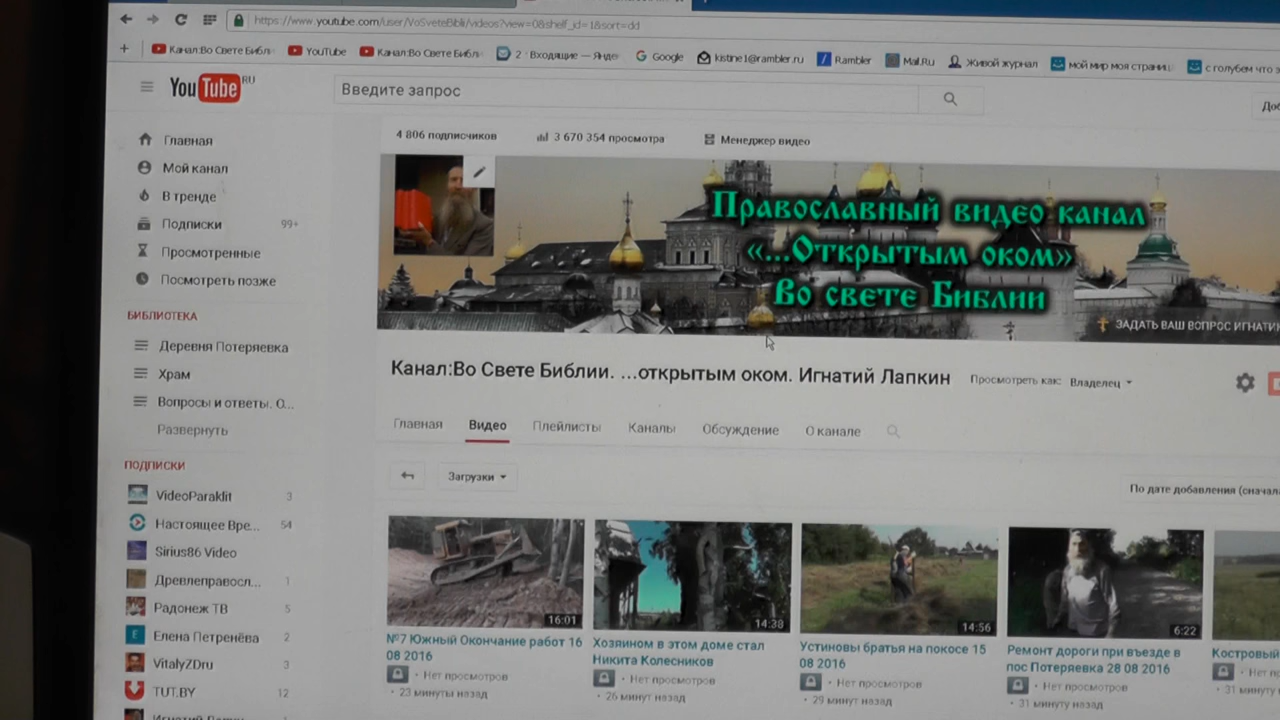 https://www.youtube.com/user/VoSveteBibli/videos?view=0&shelf_id=1&sort=dd
Канал:Во Свете Библ
YouTube
Канал:Во Свете Библ
2 · Входящие — Янде
Google
kistine1@rambler.ru
Rambler
Mail.Ru
Живой журнал
мой мир моя страниц
с голубем что з
YouTube RU
Введите запрос
Доб
4 806 подписчиков
3 670 354 просмотра
Менеджер видео
Главная
Мой канал
В тренде
Подписки 99+
Просмотренные
Посмотреть позже
Православный видео канал
«...Открытым оком»
Во свете Библии
ЗАДАТЬ ВАШ ВОПРОС ИГНАТИ
БИБЛИОТЕКА
Деревня Потеряевка
Храм
Вопросы и ответы. О...
Развернуть
Канал:Во Свете Библии. ...открытым оком. Игнатий Лапкин
Просмотреть как: Владелец
Главная
Видео
Плейлисты
Каналы
Обсуждение
О канале
ПОДПИСКИ
VideoParaklit 3
Настоящее Вре... 54
Sirius86 Video
Древлеправосл... 1
Радонеж ТВ 5
Елена Петренёва 2
VitalyZDru 3
TUT.BY 12
Загрузки
По дате добавления (сначала
16:01
14:38
14:56
6:22
№7 Южный Окончание работ 16
08 2016
Нет просмотров
23 минуты назад
Хозяином в этом доме стал
Никита Колесников
Нет просмотров
26 минут назад
Устиновы братья на покосе 15
08 2016
Нет просмотров
29 минут назад
Ремонт дороги при въезде в
пос Потеряевка 28 08 2016
Нет просмотров
31 минуту назад
Костровый
Нет
31 минуту